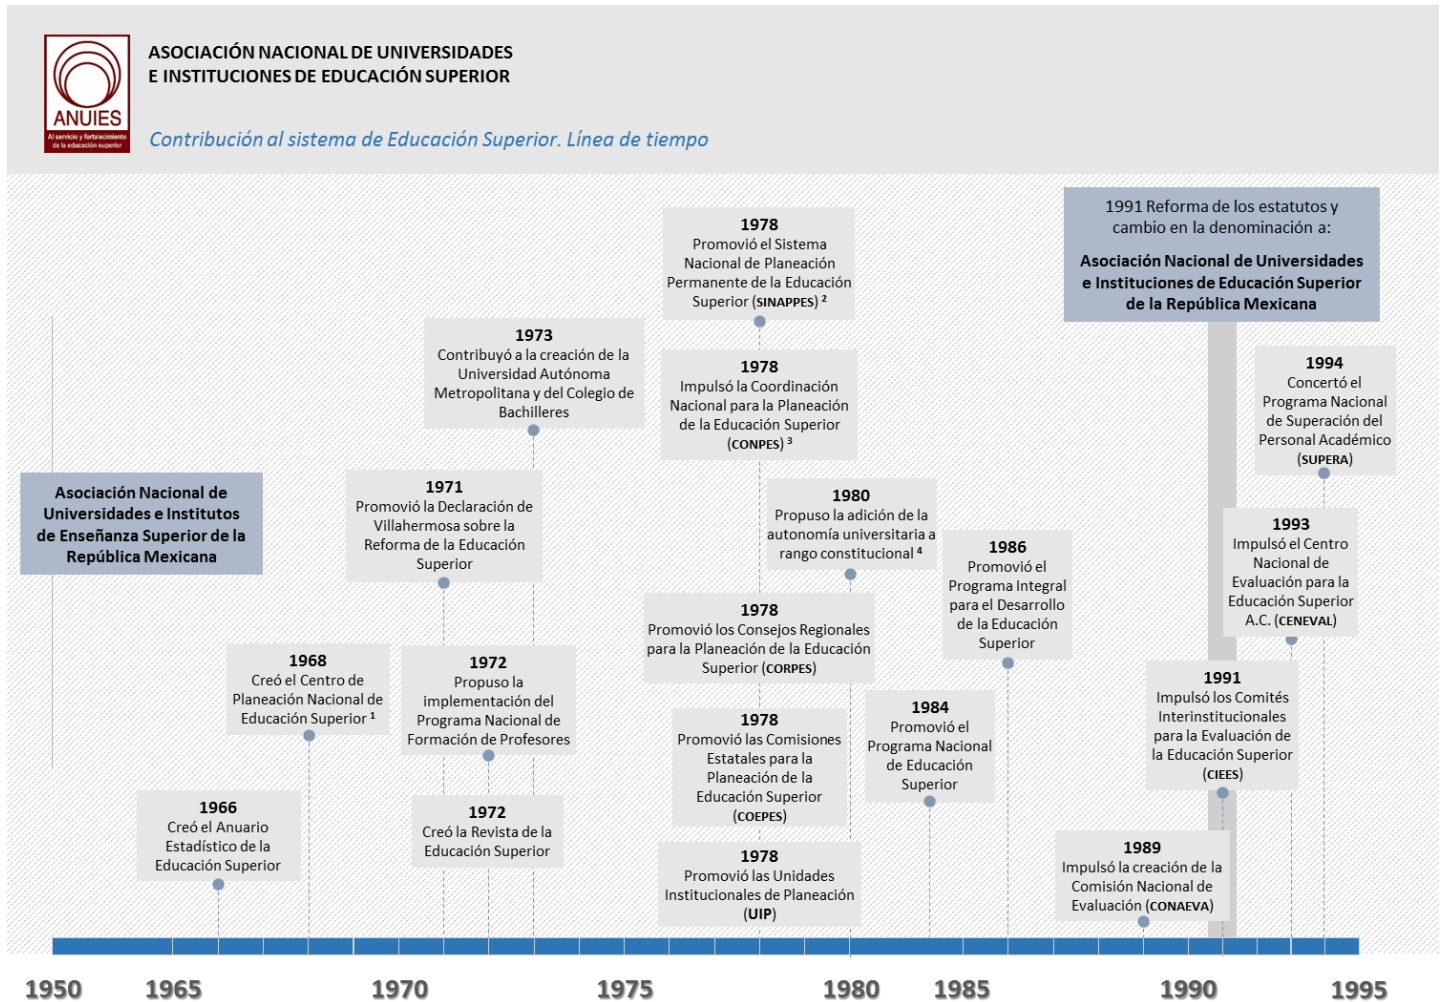 ASOCIACIÓN NACIONAL DE UNIVERSIDADES
E INSTITUCIONES DE EDUCACIÓN SUPERIOR
ANUIES
Al servicio y fortalecimiento
de la educación superior
Contribución al sistema de Educación Superior. Línea de tiempo
Asociación Nacional de
Universidades e Institutos
de Enseñanza Superior de la
República Mexicana
1966
Creó el Anuario
Estadístico de la
Educación Superior
1968
Creó el Centro de
Planeación Nacional de
Educación Superior 1
1971
Promovió la Declaración de
Villahermosa sobre la
Reforma de la Educación
Superior
1972
Propuso la
implementación del
Programa Nacional de
Formación de Profesores
1972
Creó la Revista de la
Educación Superior
1973
Contribuyó a la creación de la
Universidad Autónoma
Metropolitana y del Colegio de
Bachilleres
1978
Promovió el Sistema
Nacional de Planeación
Permanente de la Educación
Superior (SINAPPES) 2
1978
Impulsó la Coordinación
Nacional para la Planeación
de la Educación Superior
(CONPES) 3
1978
Promovió los Consejos Regionales
para la Planeación de la Educación
Superior (CORPES)
1978
Promovió las Comisiones
Estatales para la
Planeación de la
Educación Superior
(COEPES)
1978
Promovió las Unidades
Institucionales de Planeación
(UIP)
1980
Propuso la adición de la
autonomía universitaria a
rango constitucional 4
1984
Promovió el
Programa Nacional
de Educación
Superior
1986
Promovió el
Programa Integral
para el Desarrollo
de la Educación
Superior
1989
Impulsó la creación de la
Comisión Nacional de
Evaluación (CONAEVA)
1991 Reforma de los estatutos y
cambio en la denominación a:
Asociación Nacional de Universidades
e Instituciones de Educación Superior
de la República Mexicana
1991
Impulsó los Comités
Interinstitucionales
para la Evaluación de
la Educación Superior
(CIEES)
1993
Impulsó el Centro
Nacional de
Evaluación para la
Educación Superior
A.C. (CENEVAL)
1994
Concertó el
Programa Nacional
de Superación del
Personal Académico
(SUPERA)
1950
1965
1970
1975
1980
1985
1990
1995